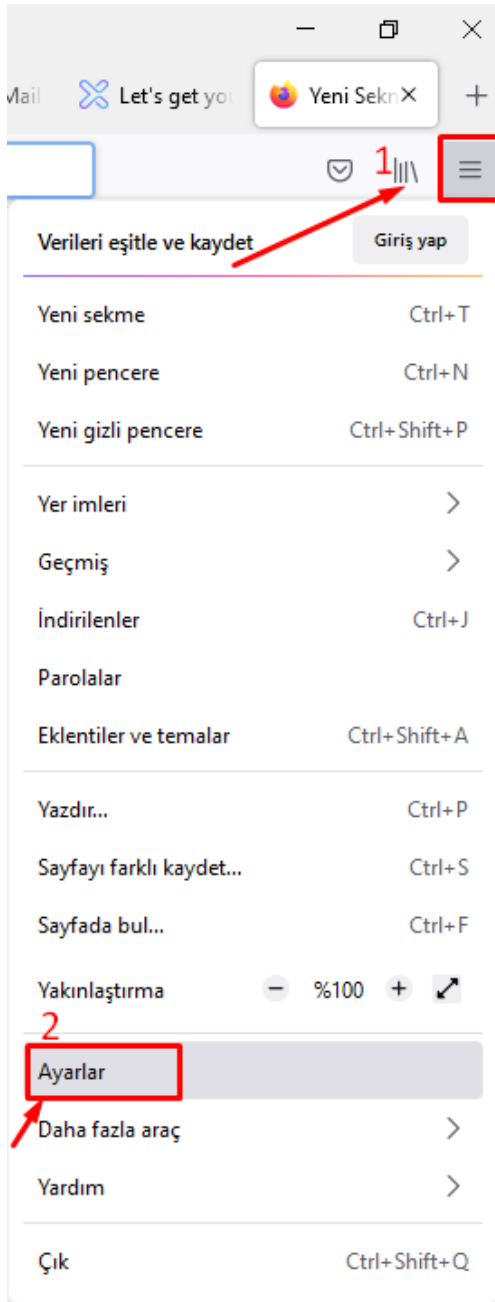 Mail Let's get you Yeni Sekn
1
Verileri eşitle ve kaydet Giriş yap
Yeni sekme Ctrl+T
Yeni pencere Ctrl+N
Yeni gizli pencere Ctrl+Shift+P
Yer imleri
Geçmiş
İndirilenler Ctrl+J
Parolalar
Eklentiler ve temalar Ctrl+Shift+A
Yazdır... Ctrl+P
Sayfayı farklı kaydet... Ctrl+S
Sayfada bul... Ctrl+F
Yakınlaştırma − %100 +
2
Ayarlar
Daha fazla araç
Yardım
Çık Ctrl+Shift+Q